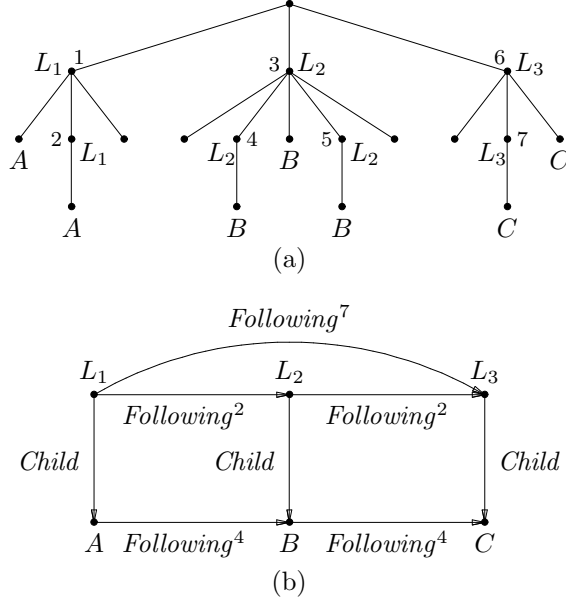 L₁ 1 3 L₂ 6 L₃
A 2 L₁ L₂ 4 B 5 L₂ L₃ 7 C
A B B C
(a)
Following⁷
L₁ L₂ L₃
Following² Following²
Child Child Child
A Following⁴ B Following⁴ C
(b)